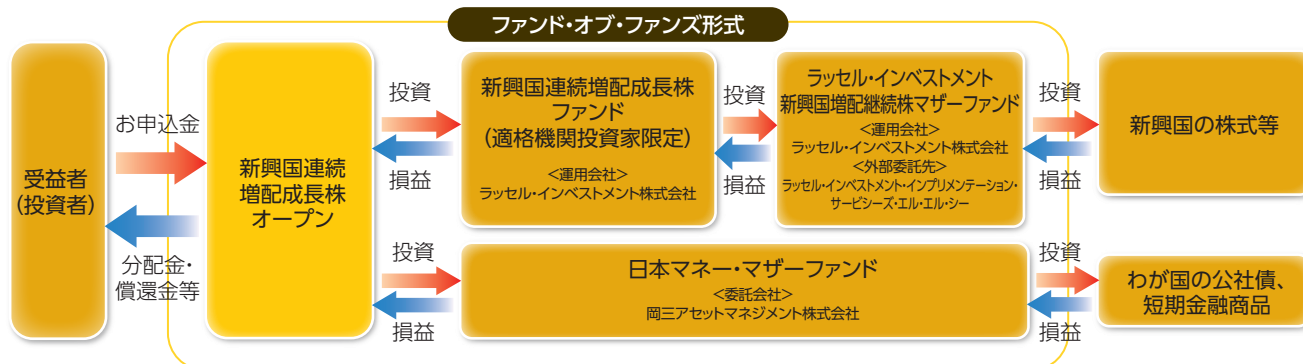 ファンド・オブ・ファンズ形式
受益者
(投資者)
お申込金
分配金・
償還金等
新興国連続
増配成長株
オープン
投資
損益
新興国連続増配成長株
ファンド
(適格機関投資家限定)
<運用会社>
ラッセル・インベストメント株式会社
投資
損益
ラッセル・インベストメント
新興国増配継続株マザーファンド
<運用会社>
ラッセル・インベストメント株式会社
<外部委託先>
ラッセル・インベストメント・インプリメンテーション・
サービシーズ・エル・エル・シー
投資
損益
新興国の株式等
投資
損益
日本マネー・マザーファンド
<委託会社>
岡三アセットマネジメント株式会社
投資
損益
わが国の公社債、
短期金融商品